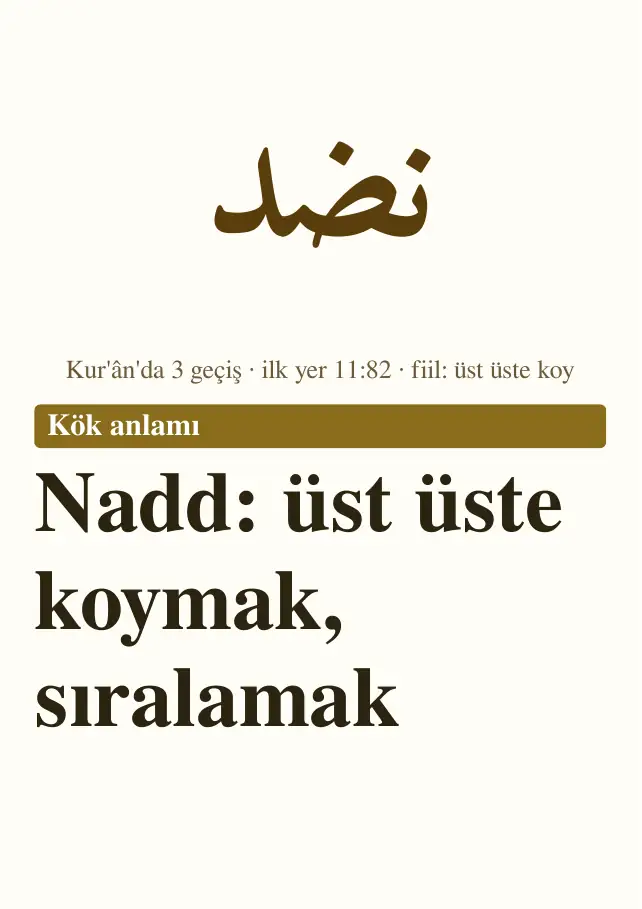 نضد
Kur'ân'da 3 geçiş · ilk yer 11:82 · fiil: üst üste koy
Kök anlamı
Nadd: üst üste
koymak,
sıralamak